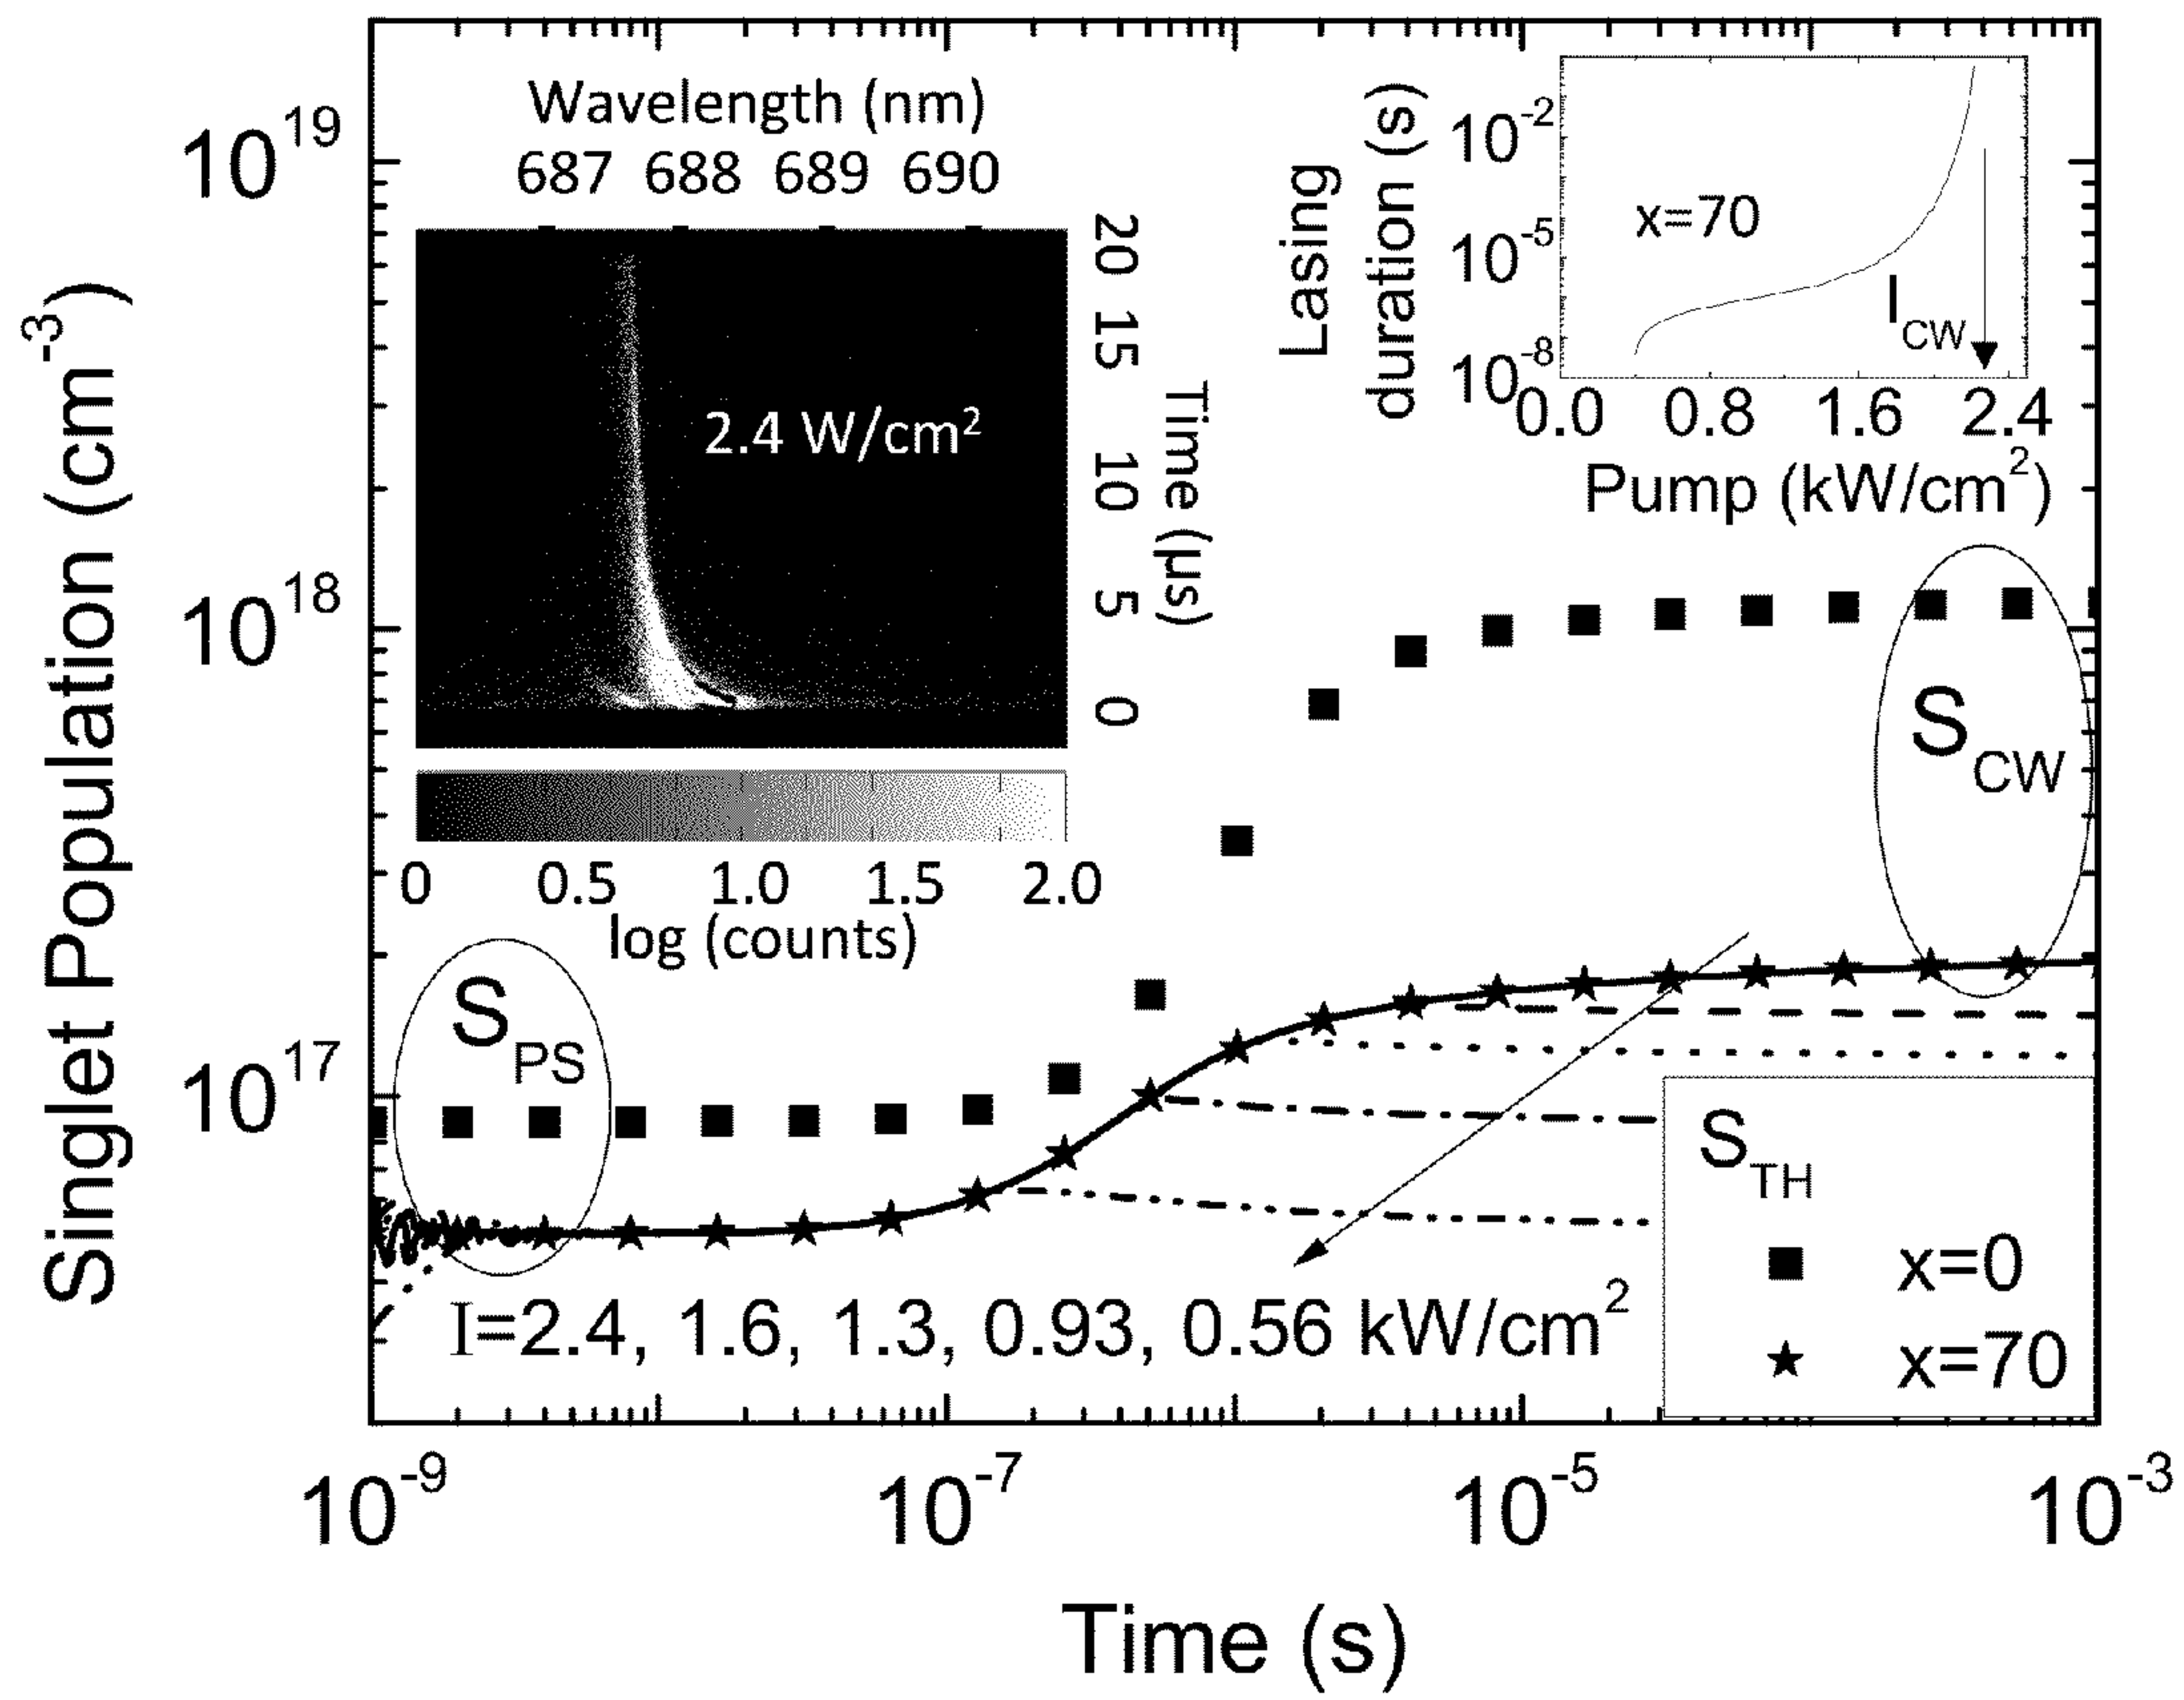 Singlet Population (cm⁻³)
10¹⁹
10¹⁸
10¹⁷
Wavelength (nm)
687 688 689 690
2.4 W/cm²
20 15 10 5 0
Time (µs)
0 0.5 1.0 1.5 2.0
log (counts)
Lasing
duration (s)
10⁻²
10⁻⁵
10⁻⁸
x=70
I_CW
0.0 0.8 1.6 2.4
Pump (kW/cm²)
S_CW
S_PS
S_TH
x=0
x=70
I=2.4, 1.6, 1.3, 0.93, 0.56 kW/cm²
10⁻⁹ 10⁻⁷ 10⁻⁵ 10⁻³
Time (s)